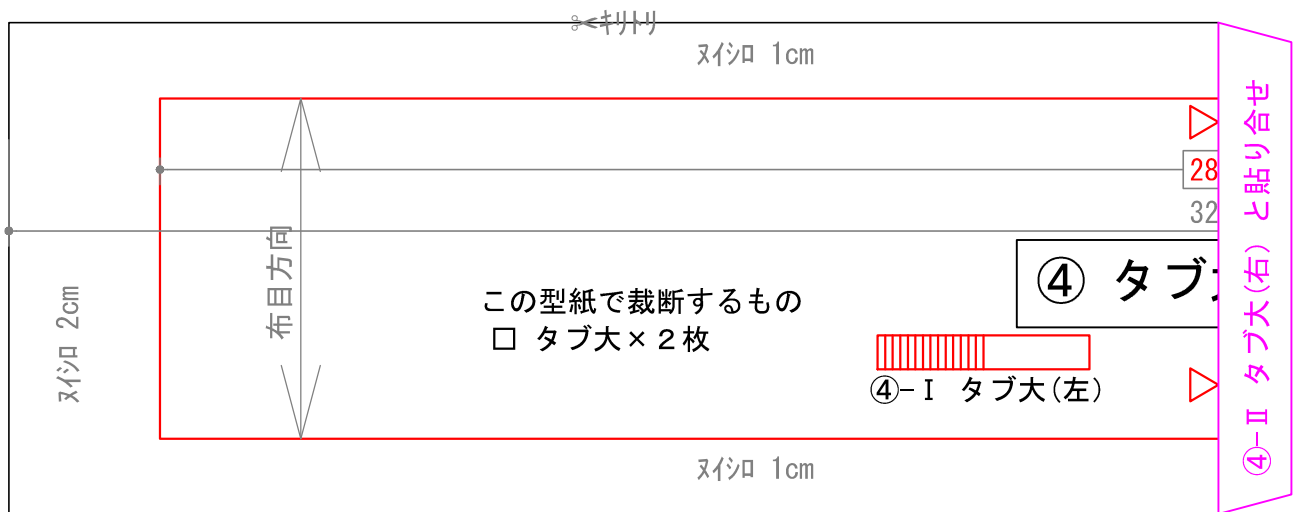 ✂キリトリ
ヌイシロ 1cm
28
32
布目方向
④ タブ
この型紙で裁断するもの
□ タブ大×２枚
ヌイシロ 2cm
④-Ⅰ タブ大(左)
ヌイシロ 1cm
④-Ⅱ タブ大(右) と貼り合せ